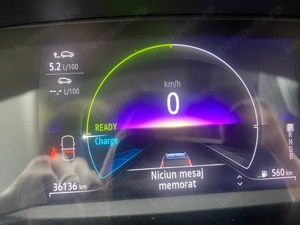 5.2 L/100
--.- L/100
km/h
0
READY
Charge
P
R
N
D
B
36136 km
Niciun mesaj
memorat
560 km